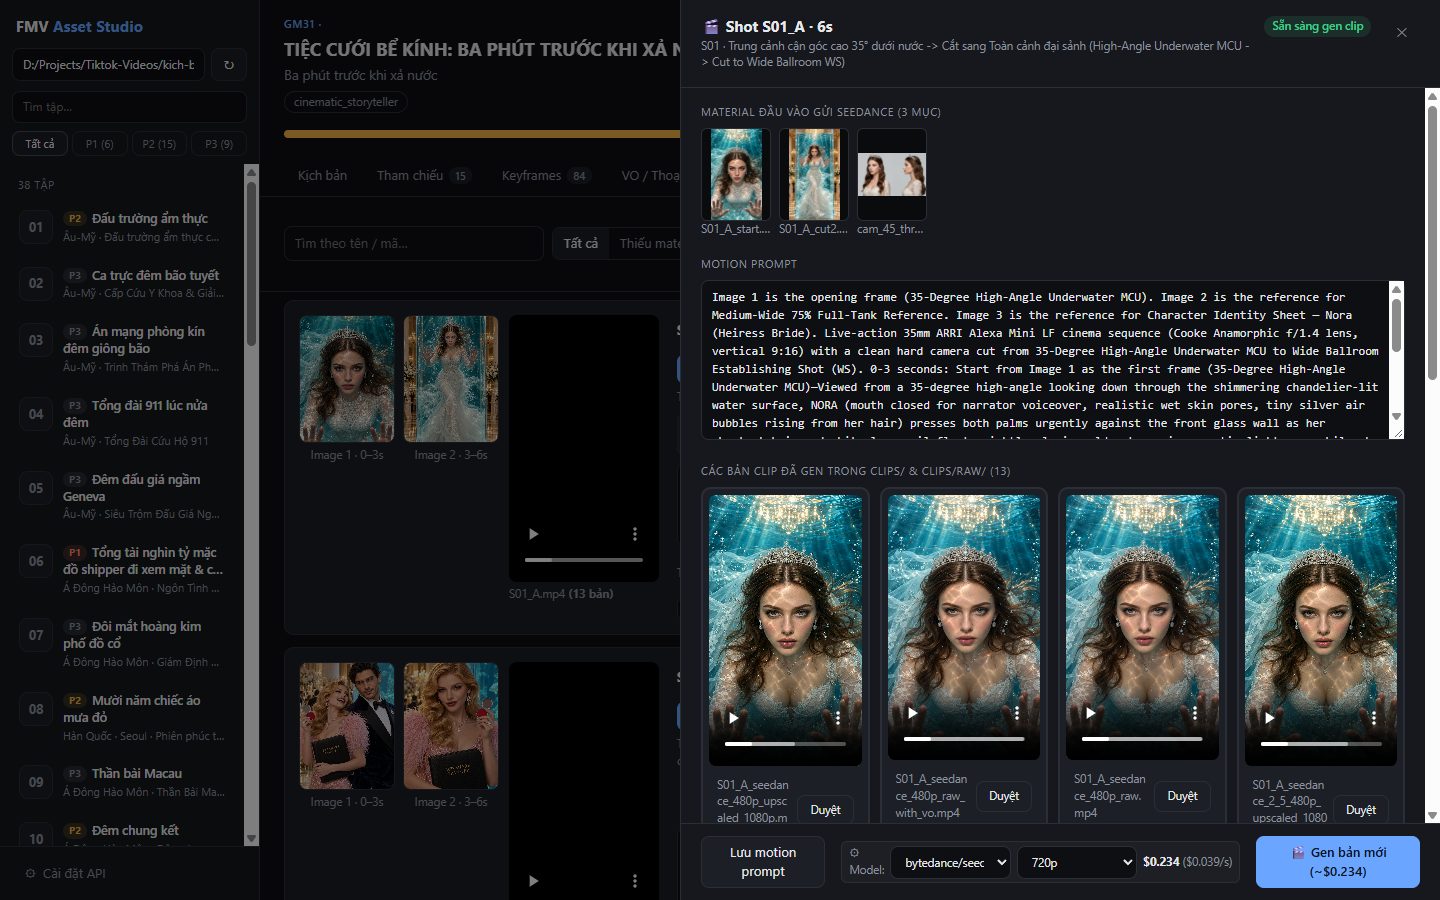 FMV Asset Studio
D:/Projects/Tiktok-Videos/kich-b
↻
Tìm tập...
Tất cả
P1 (6)
P2 (15)
P3 (9)
38 TẬP
01
P2 Đấu trường ẩm thực
Âu-Mỹ · Đấu trường ẩm thực c...
02
P3 Ca trực đêm bão tuyết
Âu-Mỹ · Cấp Cứu Y Khoa & Giải...
03
P3 Án mạng phòng kín
đêm giông bão
Âu-Mỹ · Trinh Thám Phá Án Ph...
04
P3 Tổng đài 911 lúc nửa
đêm
Âu-Mỹ · Tổng Đài Cứu Hộ 911
05
P3 Đêm đấu giá ngầm
Geneva
Âu-Mỹ · Siêu Trộm Đấu Giá Ng...
06
P1 Tổng tài nghìn tỷ mặc
đồ shipper đi xem mặt & c...
Á Đông Hào Môn · Ngôn Tình ...
07
P3 Đôi mắt hoàng kim
phố đồ cổ
Á Đông Hào Môn · Giám Định ...
08
P2 Mười năm chiếc áo
mưa đỏ
Hàn Quốc · Seoul · Phiên phúc t...
09
P3 Thần bài Macau
Á Đông Hào Môn · Thần Bài Ma...
10
P2 Đêm chung kết
⚙ Cài đặt API
GM31 ·
TIỆC CƯỚI BỂ KÍNH: BA PHÚT TRƯỚC KHI XẢ N
Ba phút trước khi xả nước
cinematic_storyteller
Kịch bản
Tham chiếu 15
Keyframes 84
VO / Thoạ
Tìm theo tên / mã...
Tất cả
Thiếu mate
Image 1 · 0–3s
Image 2 · 3–6s
S01_A.mp4 (13 bản)
Image 1 · 0–3s
Image 2 · 3–6s
🎬 Shot S01_A · 6s
Sẵn sàng gen clip
S01 · Trung cảnh cận góc cao 35° dưới nước -> Cắt sang Toàn cảnh đại sảnh (High-Angle Underwater MCU -
> Cut to Wide Ballroom WS)
MATERIAL ĐẦU VÀO GỬI SEEDANCE (3 MỤC)
S01_A_start....
S01_A_cut2....
cam_45_thr...
MOTION PROMPT
Image 1 is the opening frame (35-Degree High-Angle Underwater MCU). Image 2 is the reference for
Medium-Wide 75% Full-Tank Reference. Image 3 is the reference for Character Identity Sheet — Nora
(Heiress Bride). Live-action 35mm ARRI Alexa Mini LF cinema sequence (Cooke Anamorphic f/1.4 lens,
vertical 9:16) with a clean hard camera cut from 35-Degree High-Angle Underwater MCU to Wide Ballroom
Establishing Shot (WS). 0-3 seconds: Start from Image 1 as the first frame (35-Degree High-Angle
Underwater MCU)—Viewed from a 35-degree high-angle looking down through the shimmering chandelier-lit
water surface, NORA (mouth closed for narrator voiceover, realistic wet skin pores, tiny silver air
bubbles rising from her hair) presses both palms urgently against the front glass wall as her
CÁC BẢN CLIP ĐÃ GEN TRONG CLIPS/ & CLIPS/RAW/ (13)
S01_A_seedan
ce_480p_upsc
aled_1080p.m
Duyệt
S01_A_seedan
ce_480p_raw_
with_vo.mp4
Duyệt
S01_A_seedan
ce_480p_raw.
mp4
Duyệt
S01_A_seedan
ce_2_5_480p_
upscaled_1080
Duyệt
Lưu motion
prompt
⚙
Model:
bytedance/seec
720p
$0.234 ($0.039/s)
🎬 Gen bản mới
(~$0.234)